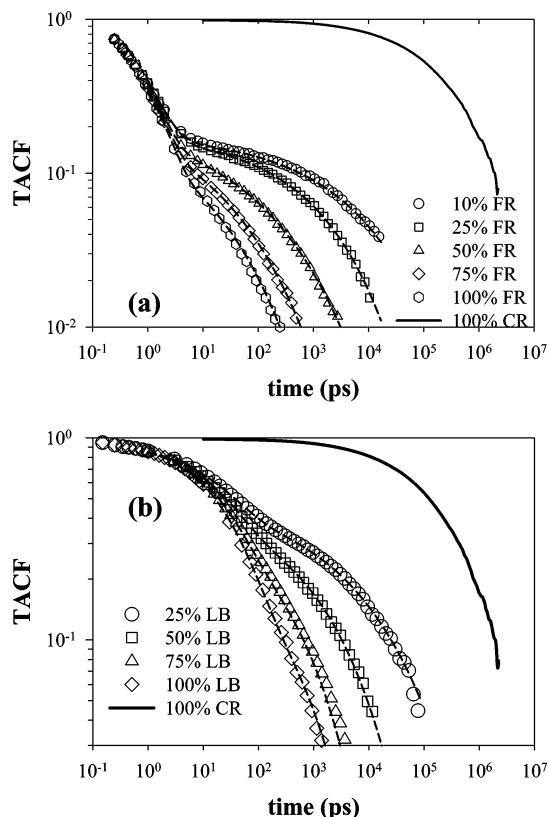 10⁰
TACF
10⁻¹
10% FR
25% FR
50% FR
75% FR
100% FR
100% CR
(a)
10⁻²
10⁻¹ 10⁰ 10¹ 10² 10³ 10⁴ 10⁵ 10⁶ 10⁷
time (ps)
10⁰
(b)
TACF
25% LB
50% LB
75% LB
100% LB
100% CR
10⁻¹
10⁻¹ 10⁰ 10¹ 10² 10³ 10⁴ 10⁵ 10⁶ 10⁷
time (ps)